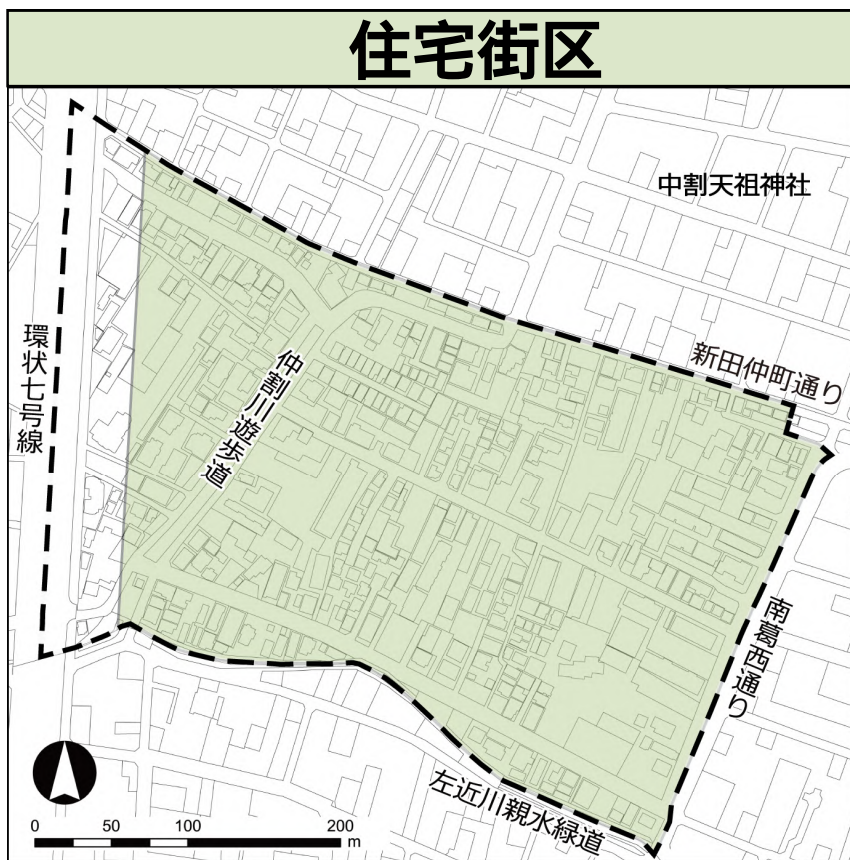 住宅街区
中割天祖神社
新田仲町通り
環状七号線
仲割川遊歩道
南葛西通り
左近川親水緑道
0 50 100 200 m